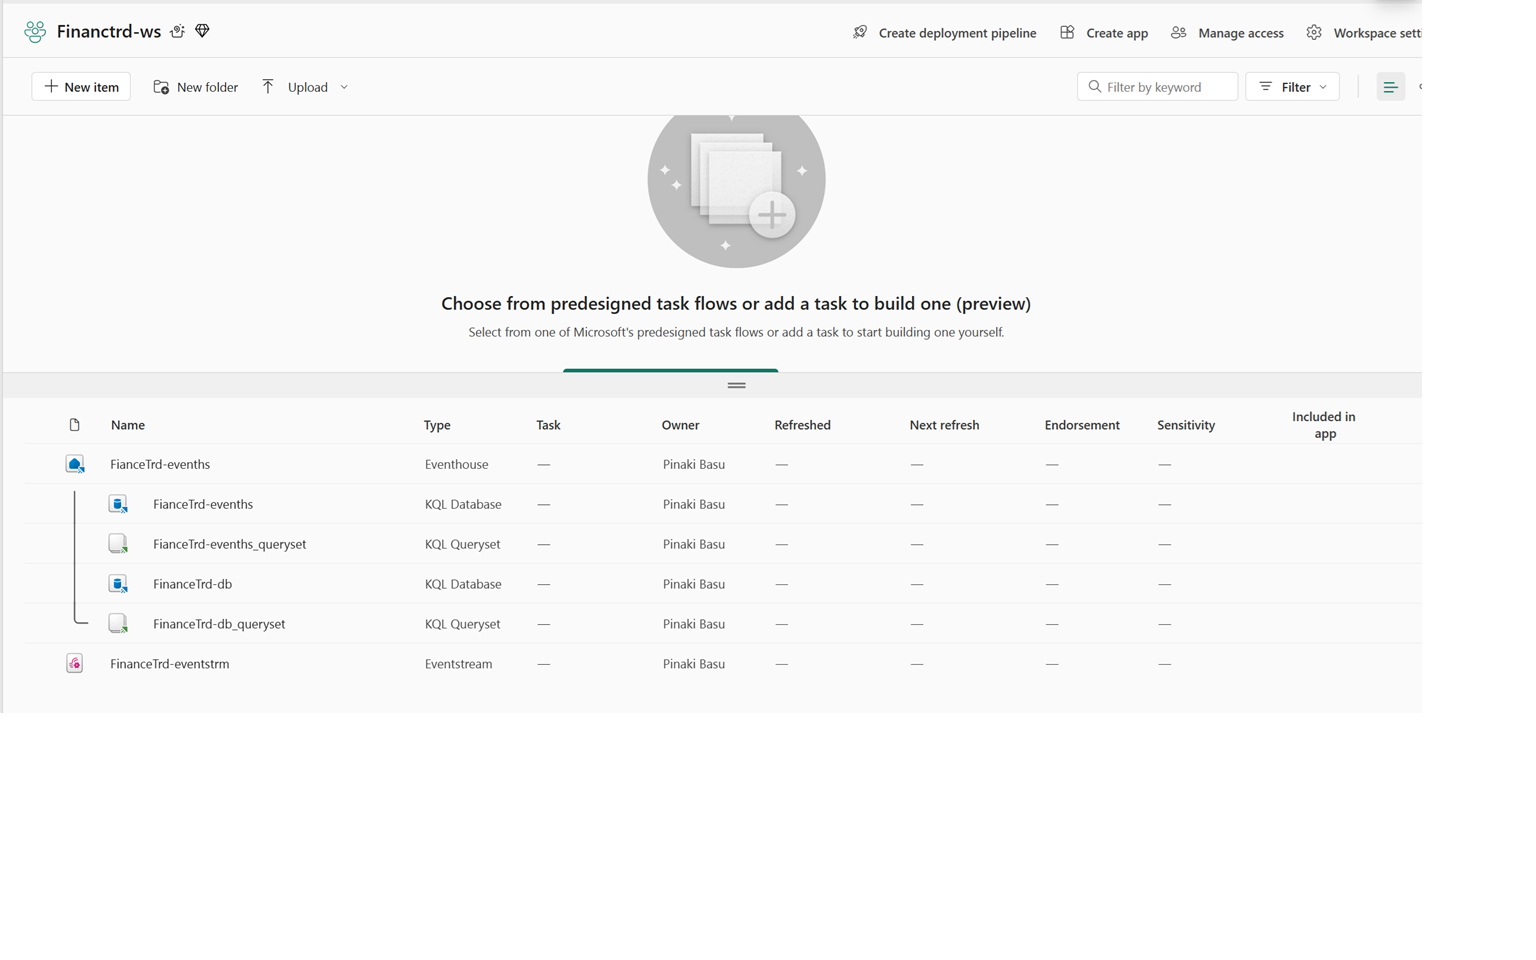 Financtrd-ws
Create deployment pipeline
Create app
Manage access
Workspace setti
New item
New folder
Upload
Filter by keyword
Filter
Choose from predesigned task flows or add a task to build one (preview)
Select from one of Microsoft's predesigned task flows or add a task to start building one yourself.
Name Type Task Owner Refreshed Next refresh Endorsement Sensitivity Included in
app
FianceTrd-evenths Eventhouse — Pinaki Basu — — — —
FianceTrd-evenths KQL Database — Pinaki Basu — — — —
FianceTrd-evenths_queryset KQL Queryset — Pinaki Basu — — — —
FinanceTrd-db KQL Database — Pinaki Basu — — — —
FinanceTrd-db_queryset KQL Queryset — Pinaki Basu — — — —
FinanceTrd-eventstrm Eventstream — Pinaki Basu — — — —